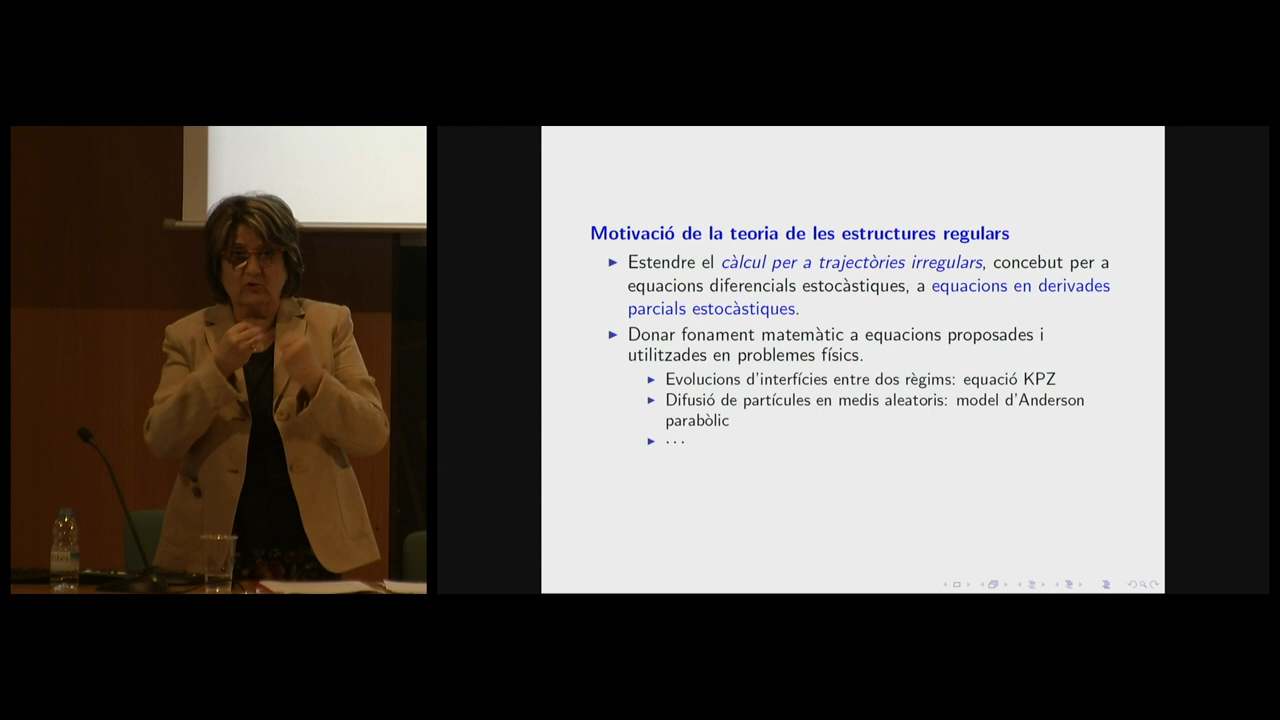 Motivació de la teoria de les estructures regulars
Estendre el càlcul per a trajectòries irregulars, concebut per a
equacions diferencials estocàstiques, a equacions en derivades
parcials estocàstiques.
Donar fonament matemàtic a equacions proposades i
utilitzades en problemes físics.
Evolucions d'interfícies entre dos règims: equació KPZ
Difusió de partícules en medis aleatoris: model d'Anderson
parabòlic
...